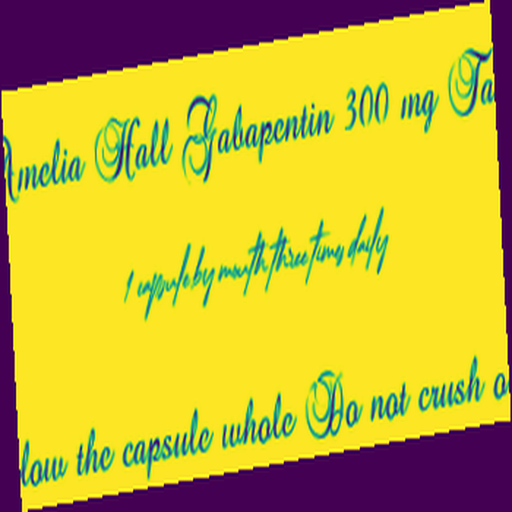 Amelia Hall Gabapentin 300 mg Ta
1 capsule by mouth three times daily
low the capsule whole Do not crush o